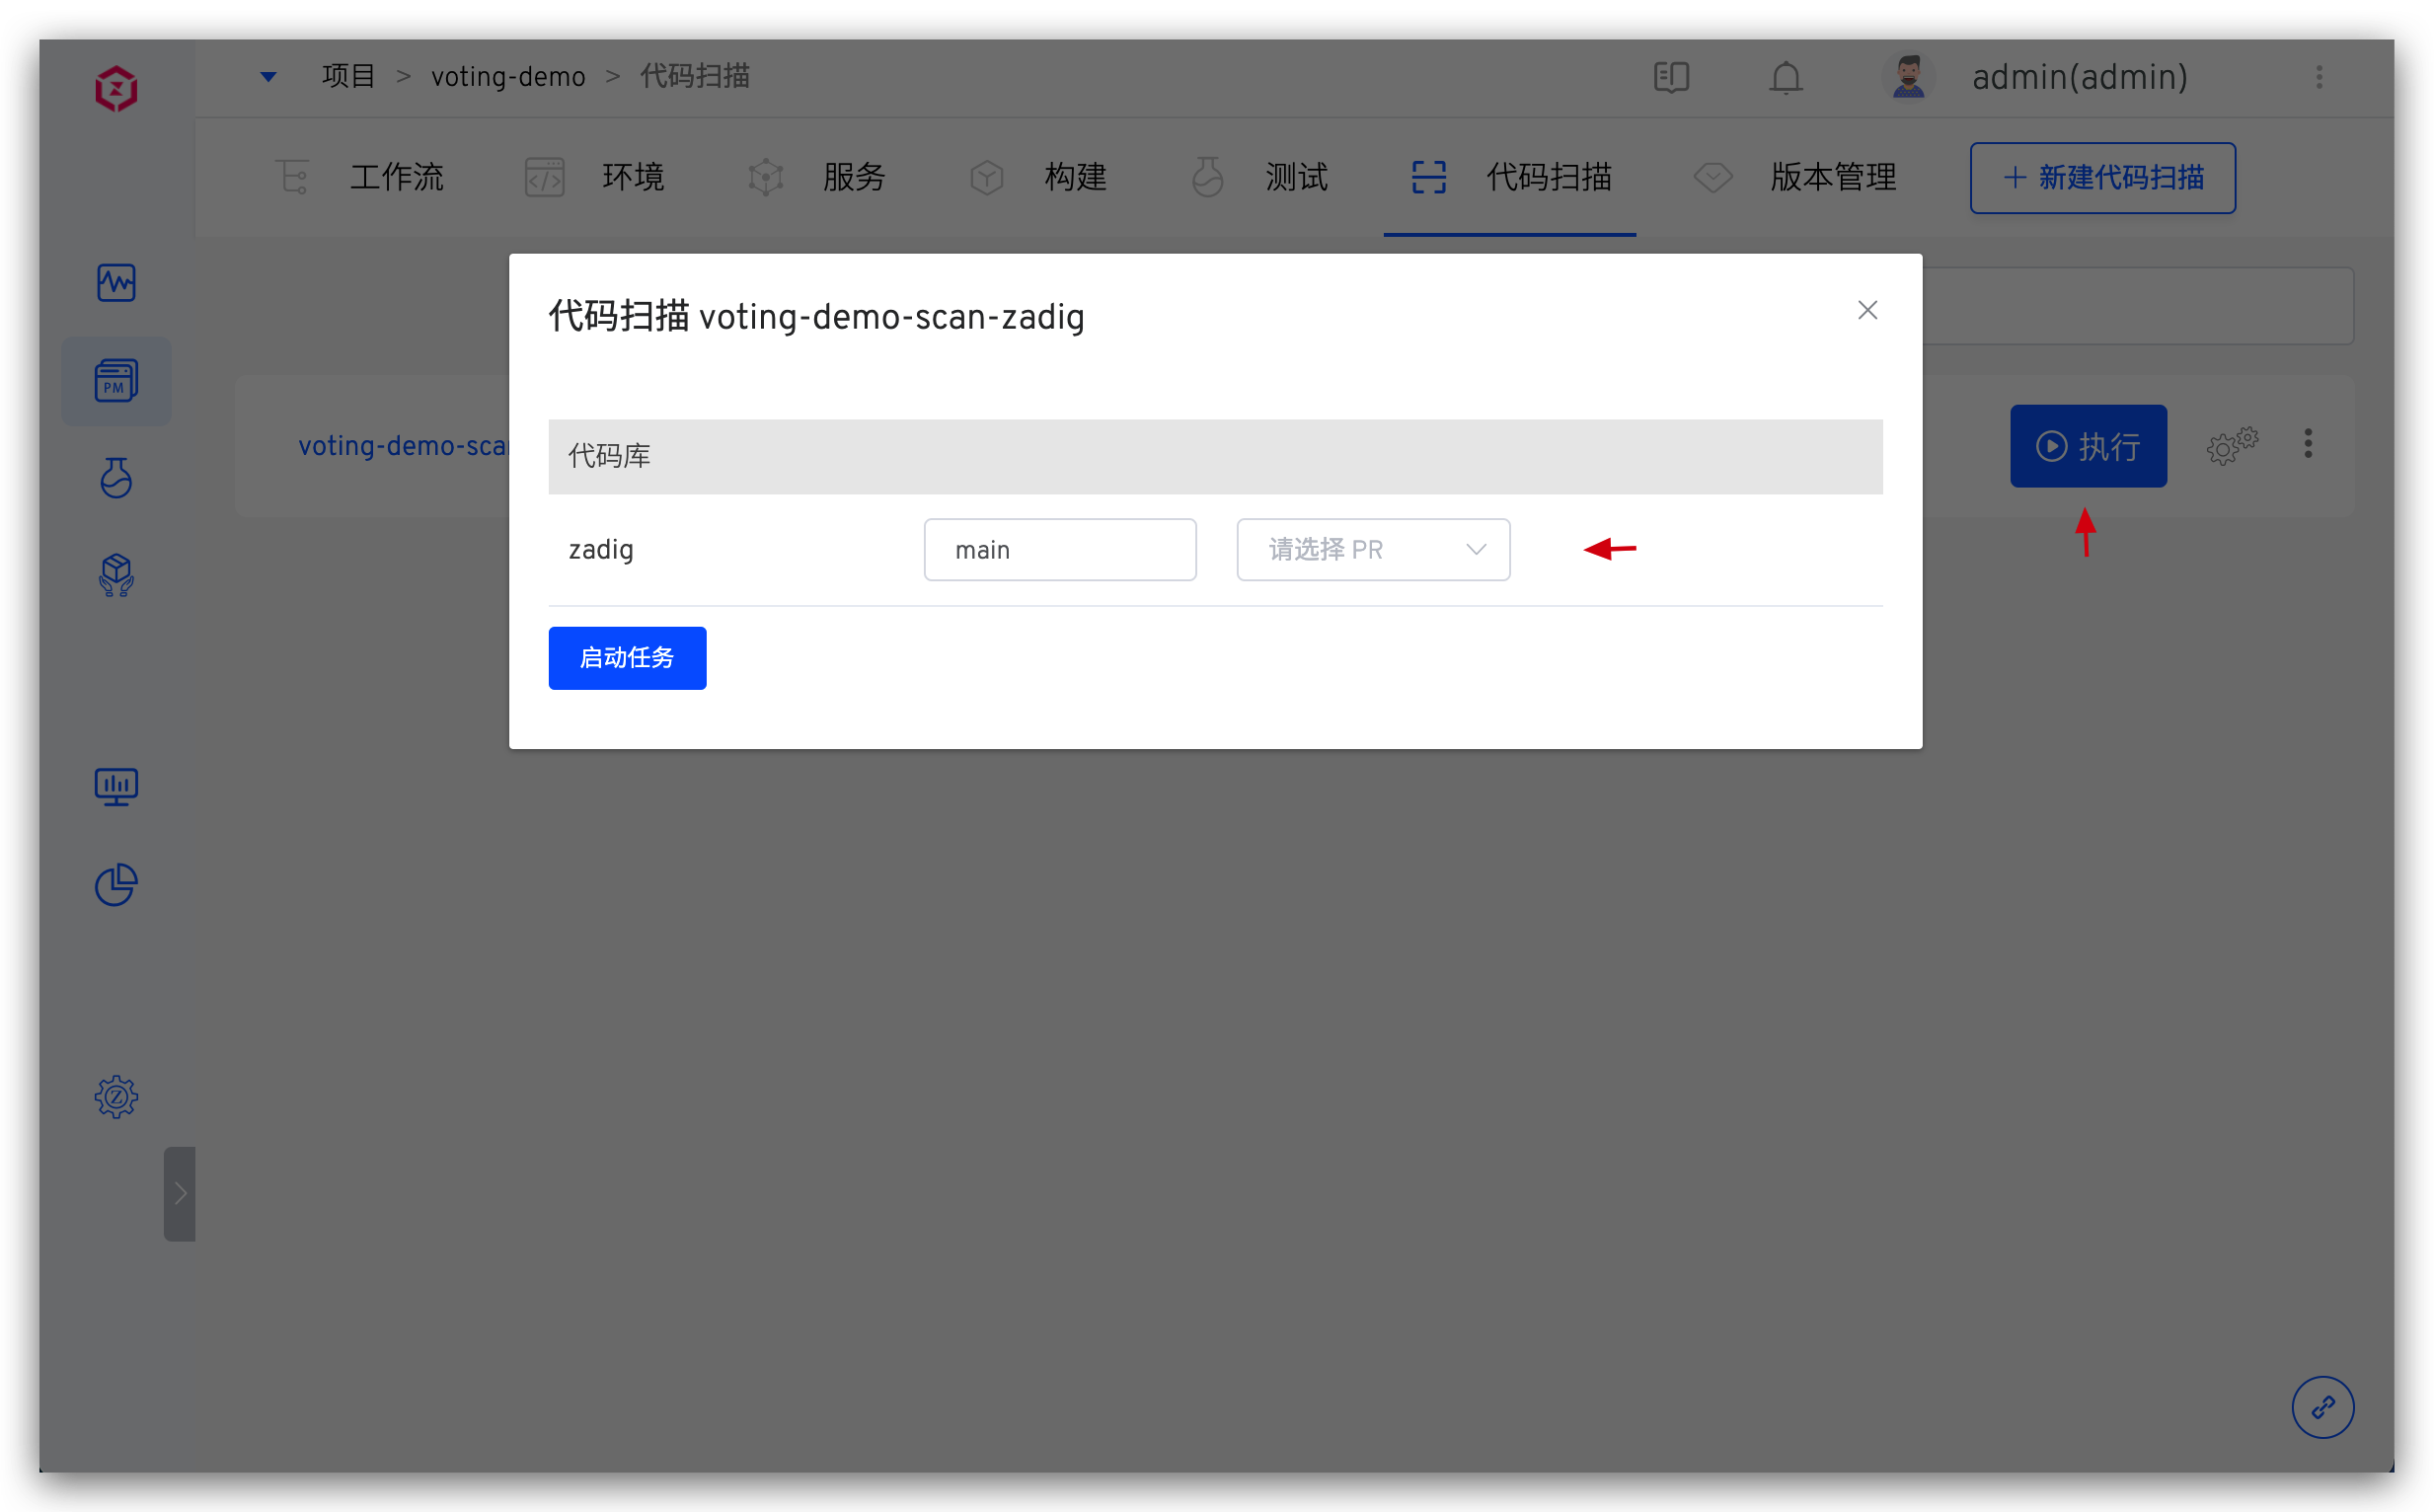 项目 > voting-demo > 代码扫描
admin(admin)
工作流 环境 服务 构建 测试 代码扫描 版本管理 + 新建代码扫描
PM
代码扫描 voting-demo-scan-zadig
代码库
voting-demo-scan
执行
zadig main 请选择 PR
启动任务